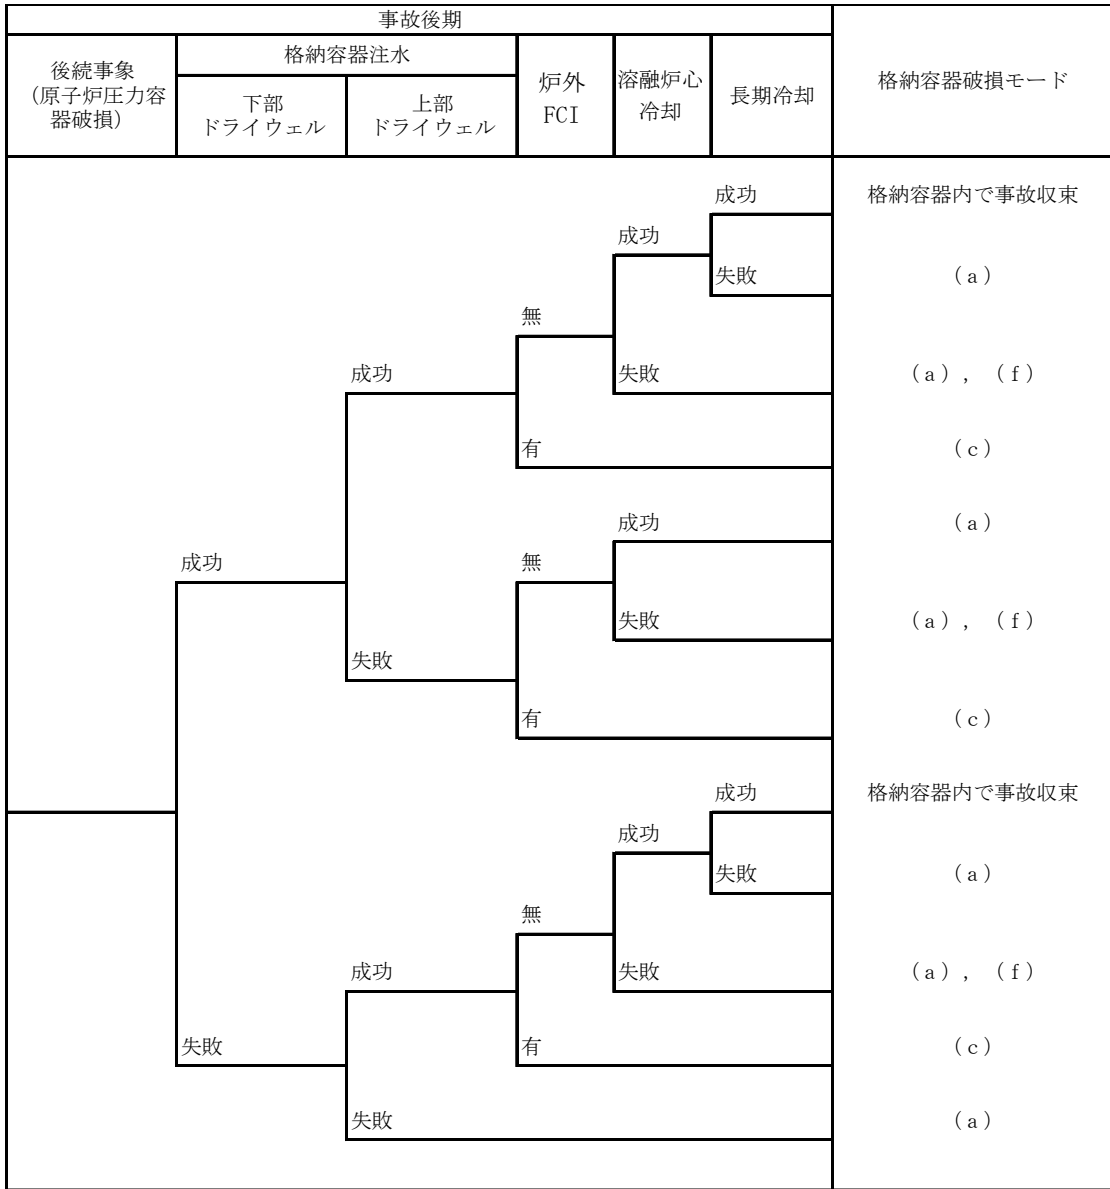 事故後期
後続事象
(原子炉圧力容
器破損)
格納容器注水
下部
ドライウェル
上部
ドライウェル
炉外
FCI
溶融炉心
冷却
長期冷却
格納容器破損モード
成功
格納容器内で事故収束
成功
失敗
(a)
無
成功
失敗
(a), (f)
有
(c)
成功
(a)
成功
無
失敗
(a), (f)
失敗
有
(c)
成功
格納容器内で事故収束
成功
失敗
(a)
無
成功
失敗
(a), (f)
失敗
有
(c)
失敗
(a)